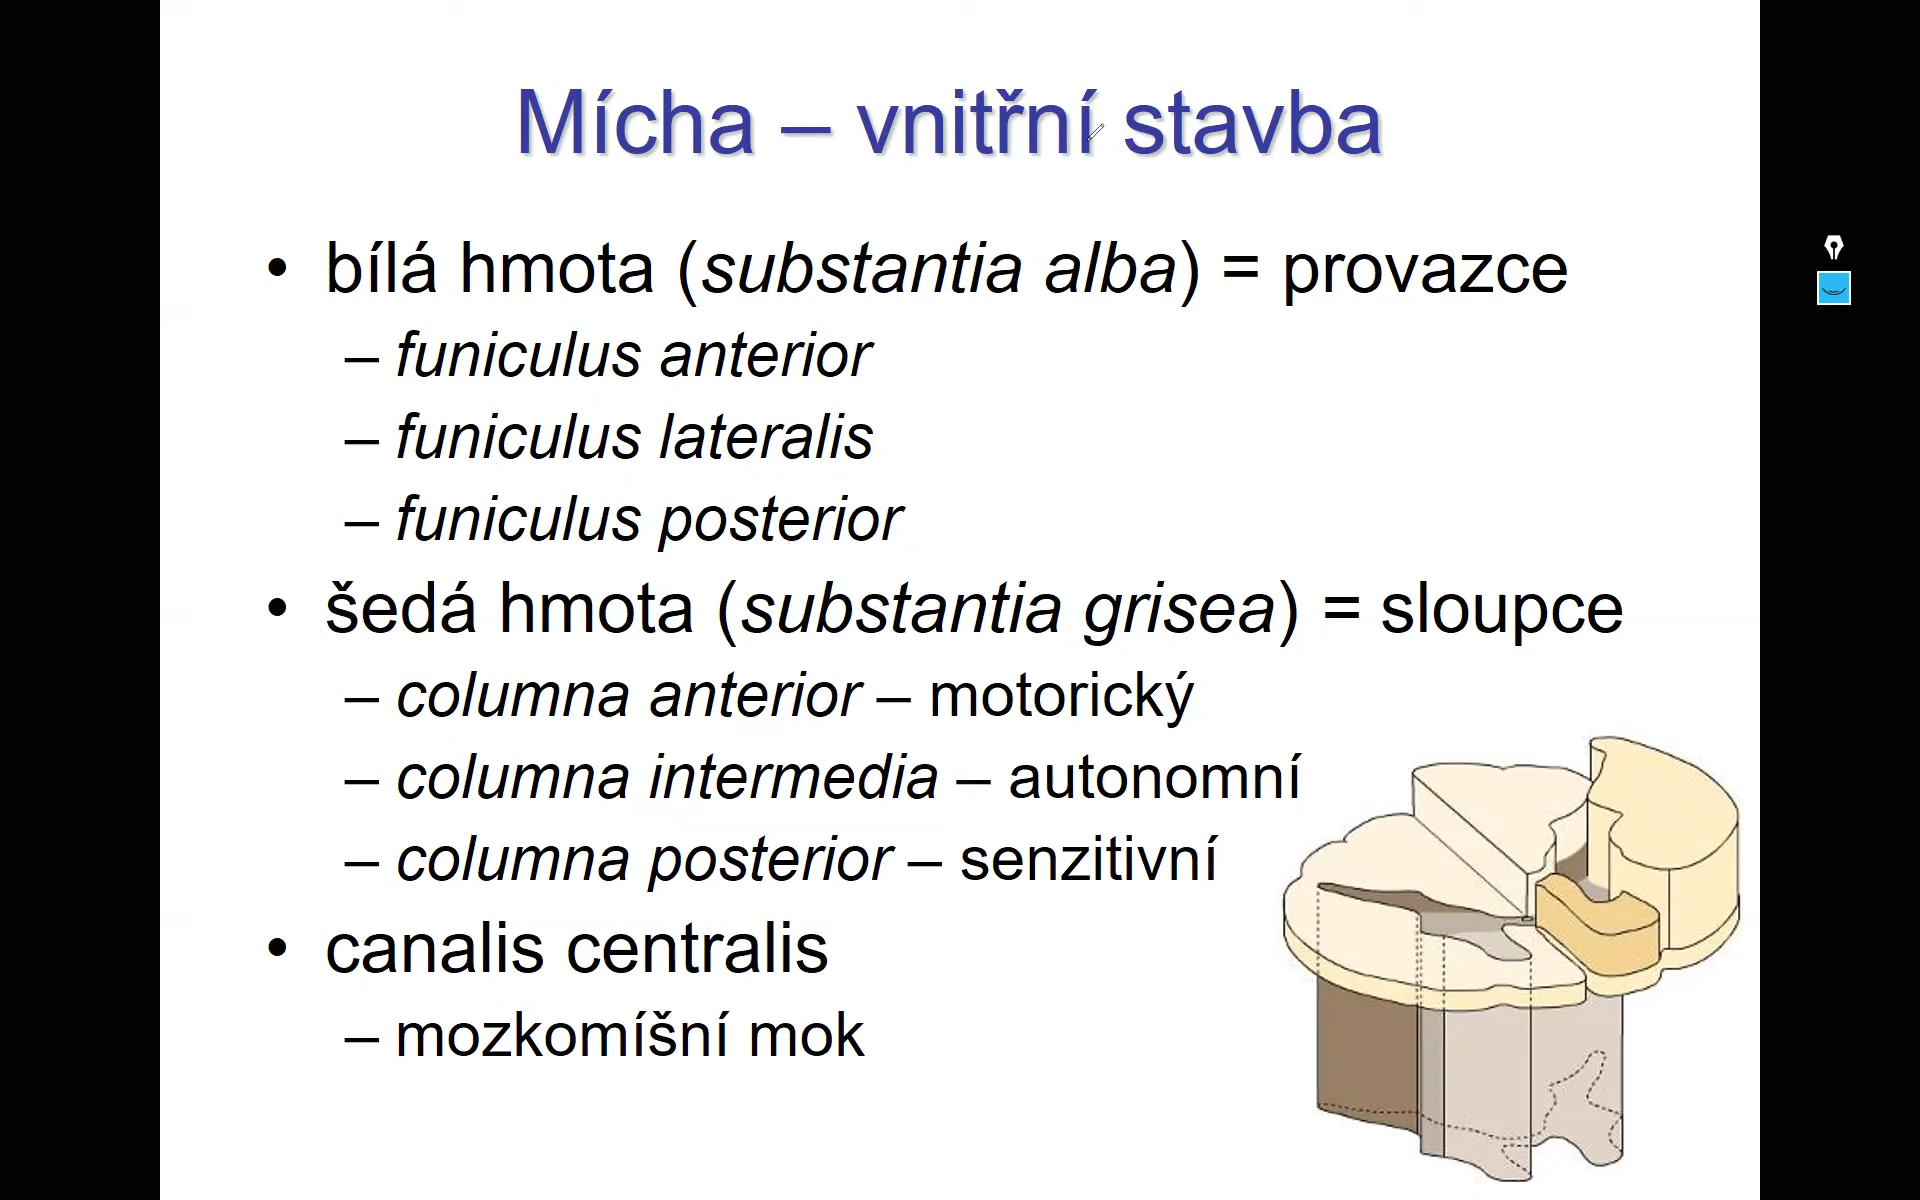 Mícha – vnitřní stavba
• bílá hmota (substantia alba) = provazce
– funiculus anterior
– funiculus lateralis
– funiculus posterior
• šedá hmota (substantia grisea) = sloupce
– columna anterior – motorický
– columna intermedia – autonomní
– columna posterior – senzitivní
• canalis centralis
– mozkomíšní mok